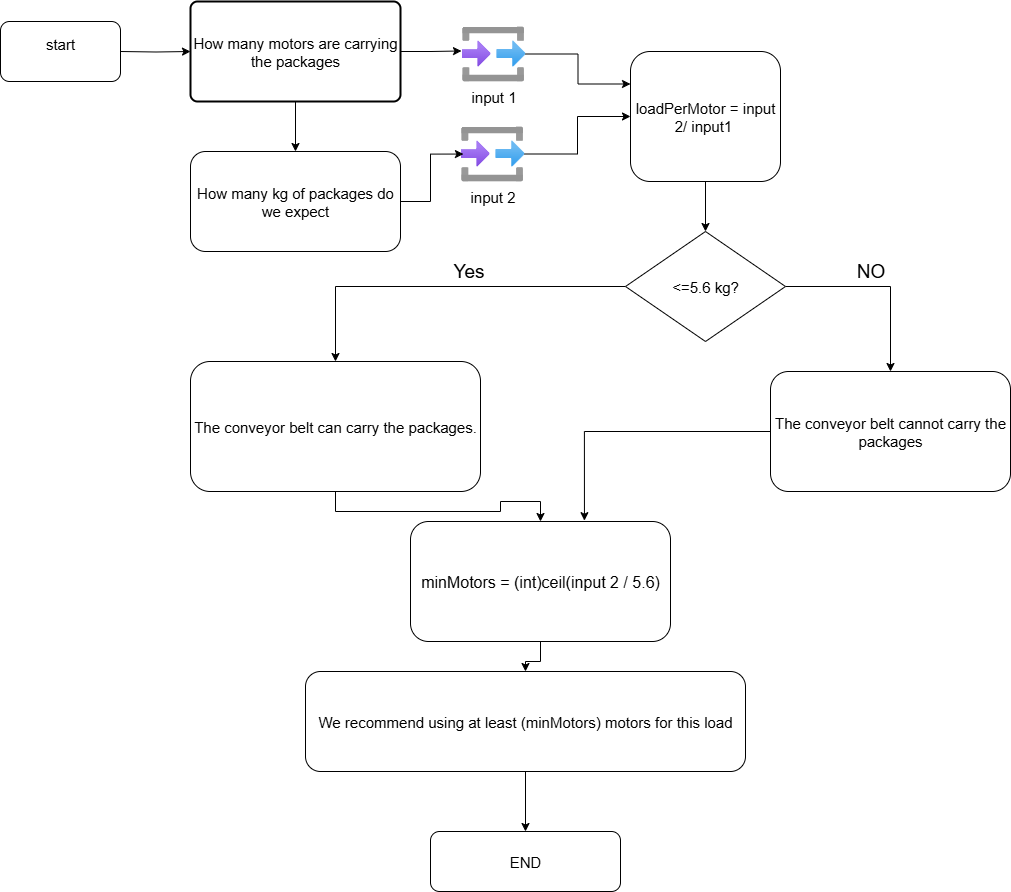 start
How many motors are carrying
the packages
input 1
How many kg of packages do
we expect
input 2
loadPerMotor = input
2/ input1
<=5.6 kg?
Yes
NO
The conveyor belt can carry the packages.
The conveyor belt cannot carry the
packages
minMotors = (int)ceil(input 2 / 5.6)
We recommend using at least (minMotors) motors for this load
END